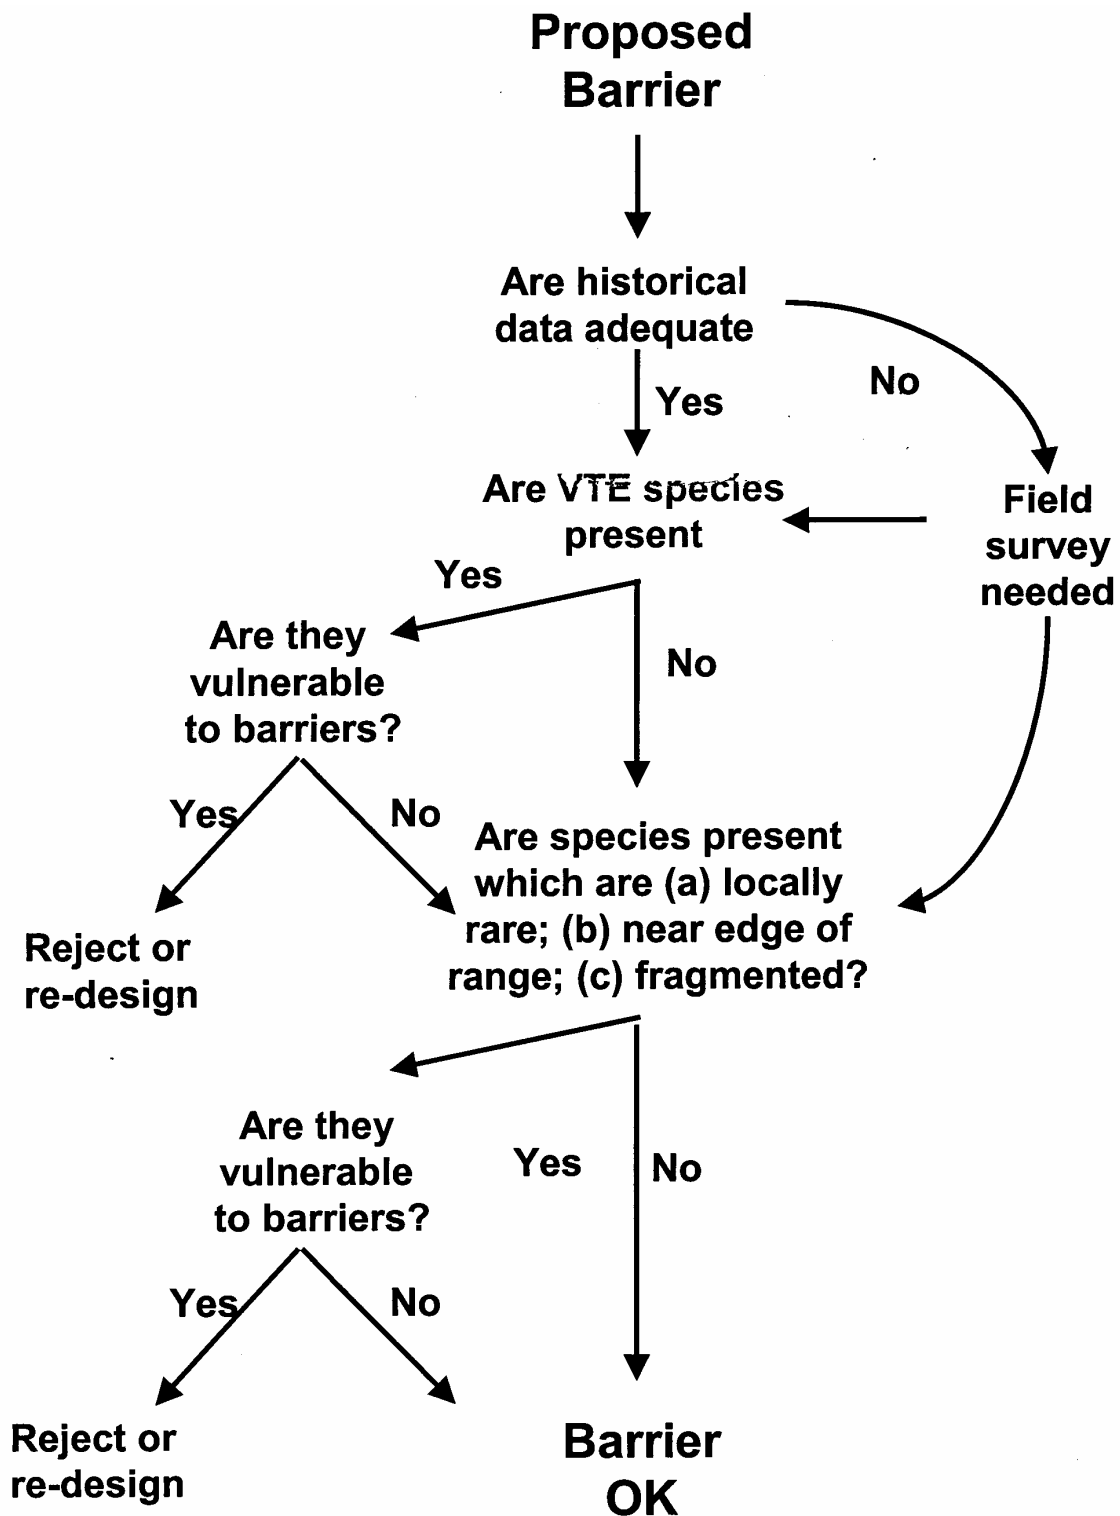 Proposed
Barrier
Are historical
data adequate
No
Yes
Are VTE species
present
Field
survey
needed
Yes
Are they
vulnerable
to barriers?
No
Yes
No
Are species present
which are (a) locally
rare; (b) near edge of
range; (c) fragmented?
Reject or
re-design
Are they
vulnerable
to barriers?
Yes
No
Yes
No
Reject or
re-design
Barrier
OK